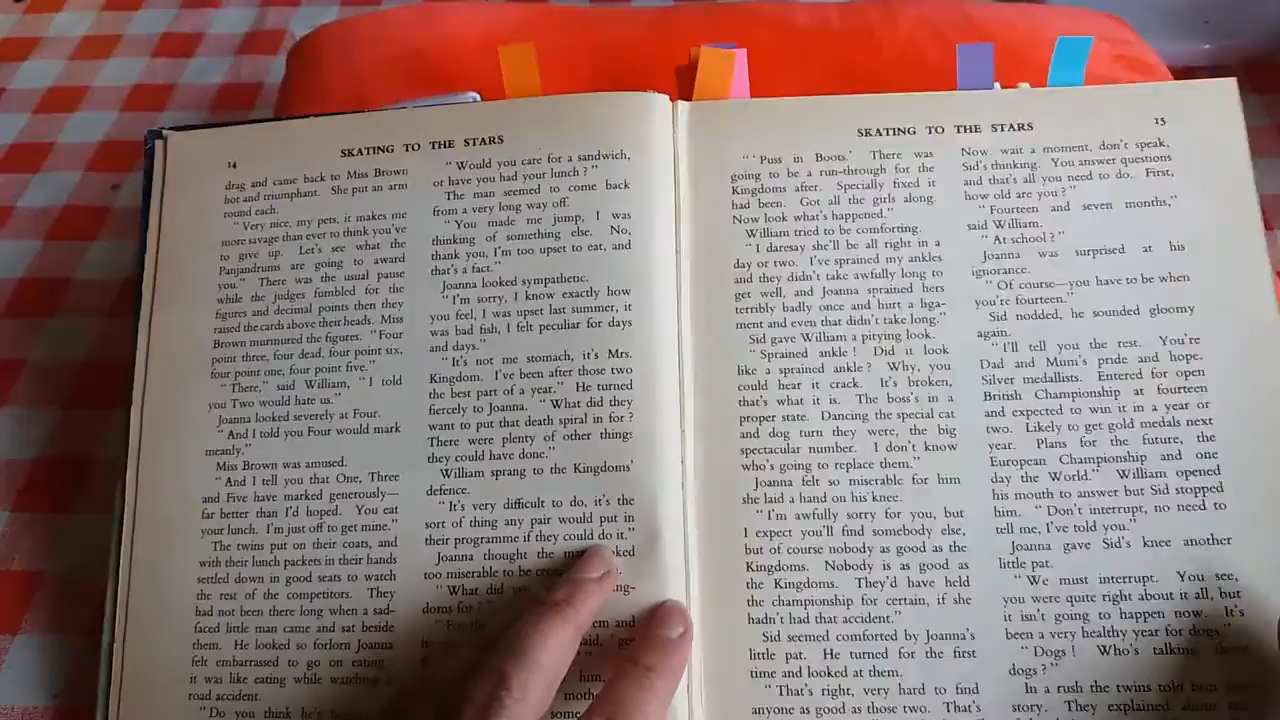 14
SKATING TO THE STARS
drag and came back to Miss Brown
hot and triumphant. She put an arm
round each.
"Very nice, my pets, it makes me
more savage than ever to think you've
to give up. Let's see what the
Panjandrums are going to award
you." There was the usual pause
while the judges fumbled for the
figures and decimal points then they
raised the cards above their heads. Miss
Brown murmured the figures. "Four
point three, four dead, four point six,
four point one, four point five."
"There," said William, "I told
you Two would hate us."
Joanna looked severely at Four.
"And I told you Four would mark
meanly."
Miss Brown was amused.
"And I tell you that One, Three
and Five have marked generously—
far better than I'd hoped. You eat
your lunch. I'm just off to get mine."
The twins put on their coats, and
with their lunch packets in their hands
settled down in good seats to watch
the rest of the competitors. They
had not been there long when a sad-
faced little man came and sat beside
them. He looked so forlorn Joanna
felt embarrassed to go on eating,
it was like eating while watching a
road accident.
"Do you think he's
"Would you care for a sandwich,
or have you had your lunch?"
The man seemed to come back
from a very long way off.
"You made me jump, I was
thinking of something else. No,
thank you, I'm too upset to eat, and
that's a fact."
Joanna looked sympathetic.
"I'm sorry, I know exactly how
you feel, I was upset last summer, it
was bad fish, I felt peculiar for days
and days."
"It's not me stomach, it's Mrs.
Kingdom. I've been after those two
the best part of a year." He turned
fiercely to Joanna. "What did they
want to put that death spiral in for?
There were plenty of other things
they could have done."
William sprang to the Kingdoms'
defence.
"It's very difficult to do, it's the
sort of thing any pair would put in
their programme if they could do it."
Joanna thought the man looked
too miserable to be
"What did
doms for?
him,
SKATING TO THE STARS
15
"'Puss in Boots.' There was
going to be a run-through for the
Kingdoms after. Specially fixed it
had been. Got all the girls along.
Now look what's happened."
William tried to be comforting.
"I daresay she'll be all right in a
day or two. I've sprained my ankles
and they didn't take awfully long to
get well, and Joanna sprained hers
terribly badly once and hurt a liga-
ment and even that didn't take long."
Sid gave William a pitying look.
"Sprained ankle! Did it look
like a sprained ankle? Why, you
could hear it crack. It's broken,
that's what it is. The boss's in a
proper state. Dancing the special cat
and dog turn they were, the big
spectacular number. I don't know
who's going to replace them."
Joanna felt so miserable for him
she laid a hand on his knee.
"I'm awfully sorry for you, but
I expect you'll find somebody else,
but of course nobody as good as the
Kingdoms. Nobody is as good as
the Kingdoms. They'd have held
the championship for certain, if she
hadn't had that accident."
Sid seemed comforted by Joanna's
little pat. He turned for the first
time and looked at them.
"That's right, very hard to find
anyone as good as those two. That's
Now, wait a moment, don't speak,
Sid's thinking. You answer questions
and that's all you need to do. First,
how old are you?"
"Fourteen and seven months,"
said William.
"At school?"
Joanna was surprised at his
ignorance.
"Of course—you have to be when
you're fourteen."
Sid nodded, he sounded gloomy
again.
"I'll tell you the rest. You're
Dad and Mum's pride and hope.
Silver medallists. Entered for open
British Championship at fourteen
and expected to win it in a year or
two. Likely to get gold medals next
year. Plans for the future, the
European Championship and one
day the World." William opened
his mouth to answer but Sid stopped
him. "Don't interrupt, no need to
tell me, I've told you."
Joanna gave Sid's knee another
little pat.
"We must interrupt. You see,
you were quite right about it all, but
it isn't going to happen now. It's
been a very healthy year for dogs."
"Dogs! Who's talking about
dogs?"
In a rush the twins told
story. They explained